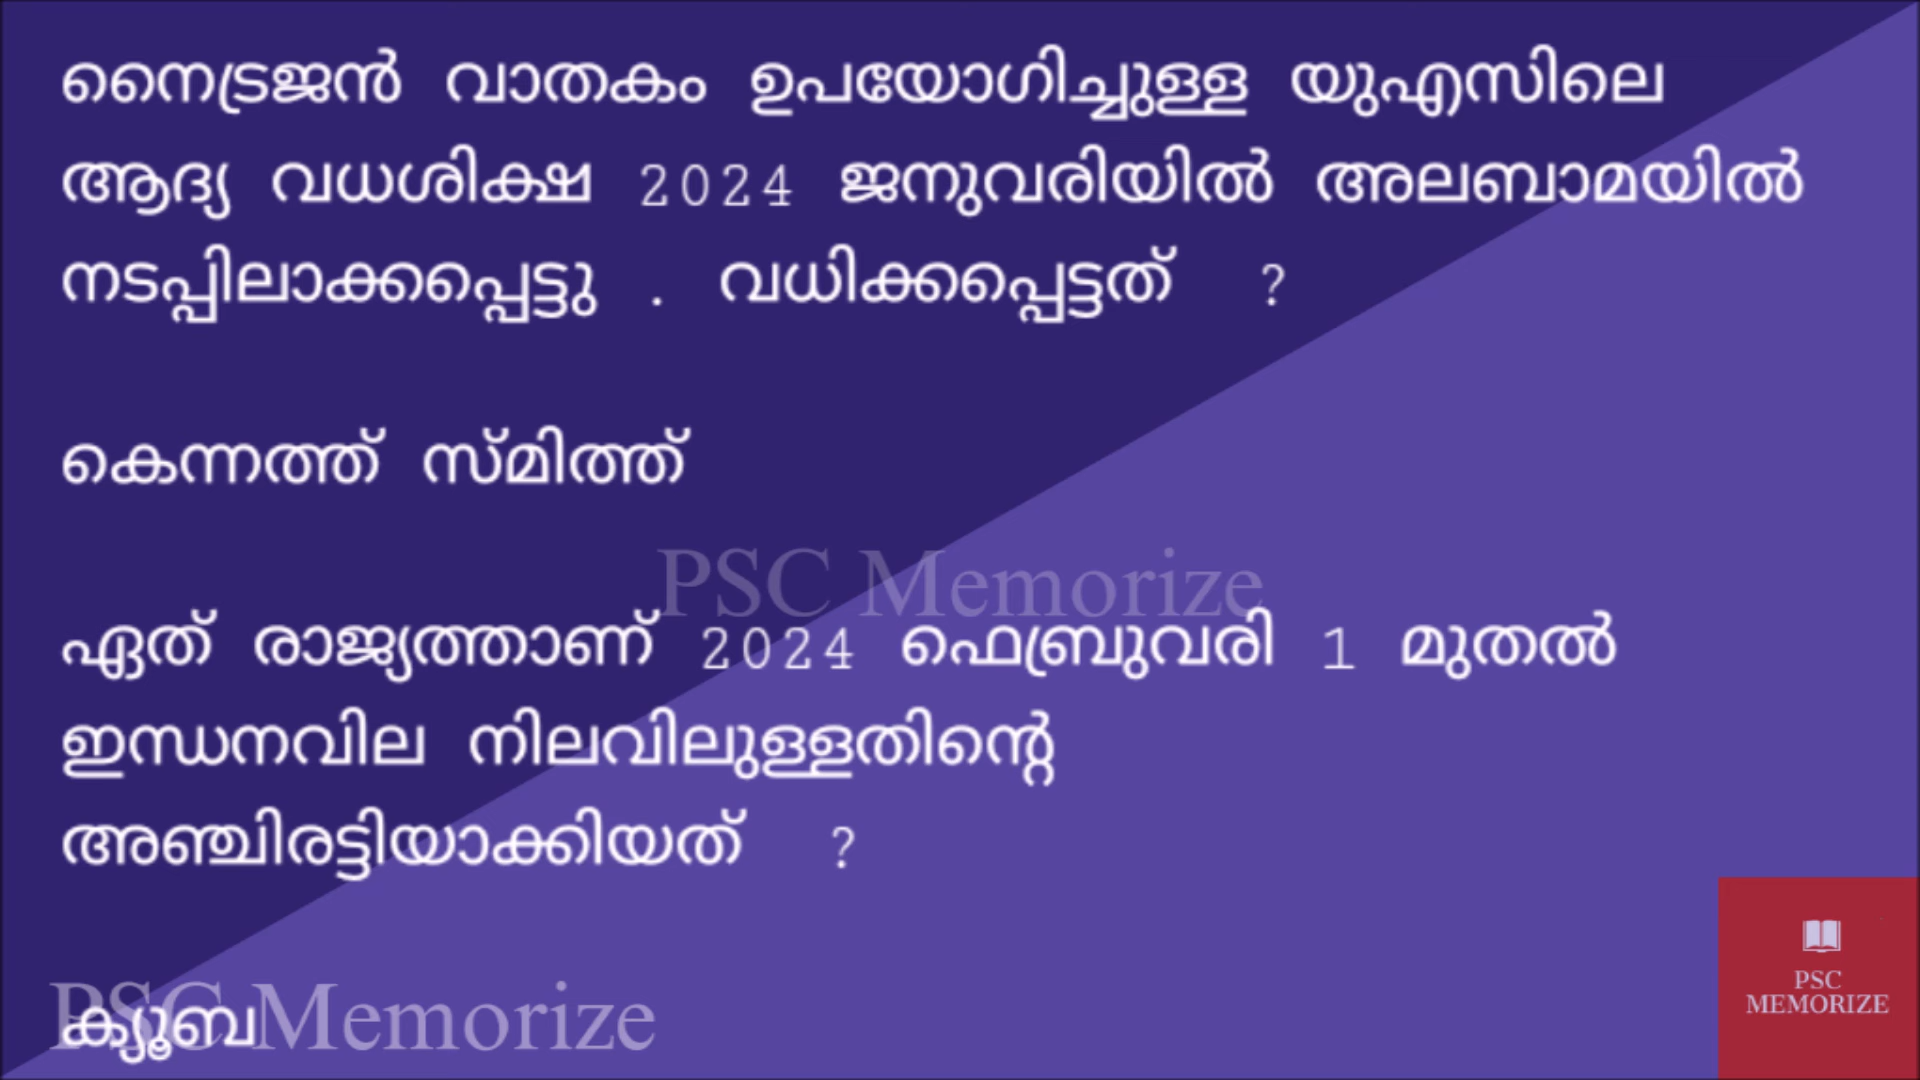 നൈട്രജൻ വാതകം ഉപയോഗിച്ചുള്ള യുഎസിലെ
ആദ്യ വധശിക്ഷ 2024 ജനുവരിയിൽ അലബാമയിൽ
നടപ്പിലാക്കപ്പെട്ടു . വധിക്കപ്പെട്ടത് ?
കെന്നത്ത് സ്മിത്ത്
PSC Memorize
ഏത് രാജ്യത്താണ് 2024 ഫെബ്രുവരി 1 മുതൽ
ഇന്ധനവില നിലവിലുള്ളതിന്റെ
അഞ്ചിരട്ടിയാക്കിയത് ?
PSC
MEMORIZE
PSC Memorize
ക്യൂബ